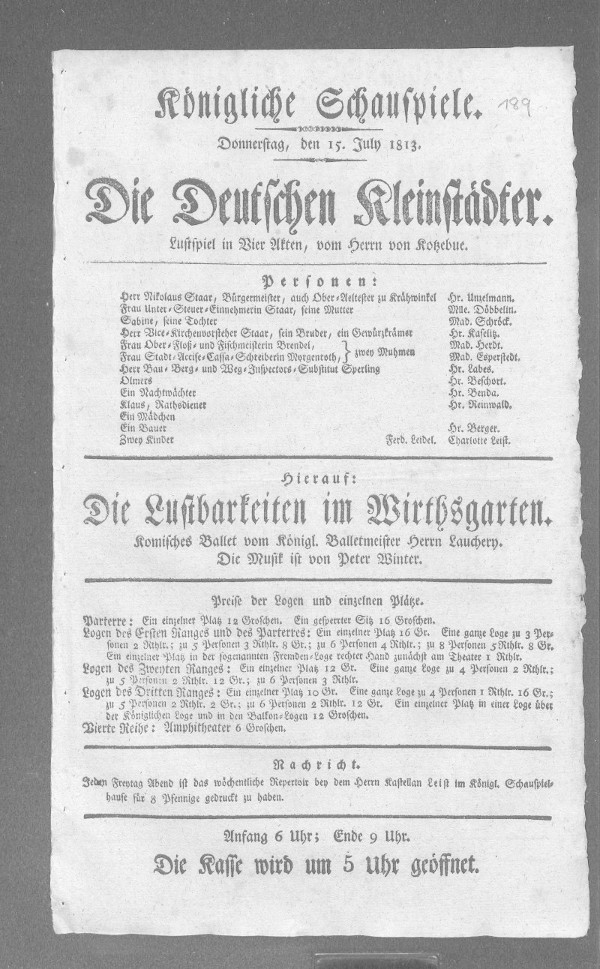 Königliche Schauspiele.
189
Donnerstag, den 15. July 1813.
Die Deutschen Kleinstädter.
Lustspiel in Vier Akten, vom Herrn von Kotzebue.
Personen:
Herr Nikolaus Staar, Bürgermeister, auch Ober-Aeltester zu Krähwinkel Hr. Unzelmann.
Frau Unter-Steuer-Einnehmerin Staar, seine Mutter Mlle. Döbbelin.
Sabine, seine Tochter Mad. Schröck.
Herr Vice-Kirchenvorsteher Staar, sein Bruder, ein Gewürzkrämer Hr. Kaselitz.
Frau Ober-Floß- und Fischmeisterin Brendel, Mad. Herdt.
Frau Stadt-Accise-Cassa-Schreiberin Morgenroth, } zwey Muhmen Mad. Esperstedt.
Herr Bau- Berg- und Weg-Inspectors-Substitut Sperling Hr. Labes.
Olmers Hr. Beschort.
Ein Nachtwächter Hr. Benda.
Klaus, Rathsdiener Hr. Reinwald.
Ein Mädchen
Ein Bauer Hr. Berger.
Zwey Kinder Ferd. Leidel. Charlotte Leist.
Hierauf:
Die Lustbarkeiten im Wirthsgarten.
Komisches Ballet vom Königl. Balletmeister Herrn Lauchery.
Die Musik ist von Peter Winter.
Preise der Logen und einzelnen Plätze.
Parterre: Ein einzelner Platz 12 Groschen. Ein gesperrter Sitz 16 Groschen.
Logen des Ersten Ranges und des Parterres: Ein einzelner Platz 16 Gr. Eine ganze Loge zu 3 Per-
sonen 2 Rthlr.; zu 5 Personen 3 Rthlr. 8 Gr.; zu 6 Personen 4 Rthlr.; zu 8 Personen 5 Rthlr. 8 Gr.
Ein einzelner Platz in der sogenannten Fremden-Loge rechter Hand zunächst am Theater 1 Rthlr.
Logen des Zweyten Ranges: Ein einzelner Platz 12 Gr. Eine ganze Loge zu 4 Personen 2 Rthlr.;
zu 5 Personen 2 Rthlr. 12 Gr.; zu 6 Personen 3 Rthlr.
Logen des Dritten Ranges: Ein einzelner Platz 10 Gr. Eine ganze Loge zu 4 Personen 1 Rthlr. 16 Gr.;
zu 5 Personen 2 Rthlr. 2 Gr.; zu 6 Personen 2 Rthlr. 12 Gr. Ein einzelner Platz in einer Loge über
der Königlichen Loge und in den Balkon-Logen 12 Groschen.
Vierte Reihe: Amphitheater 6 Groschen.
Nachricht.
Jeden Freytag Abend ist das wöchentliche Repertoir bey dem Herrn Kastellan Leist im Königl. Schauspiel-
hause für 8 Pfennige gedruckt zu haben.
Anfang 6 Uhr; Ende 9 Uhr.
Die Kasse wird um 5 Uhr geöffnet.